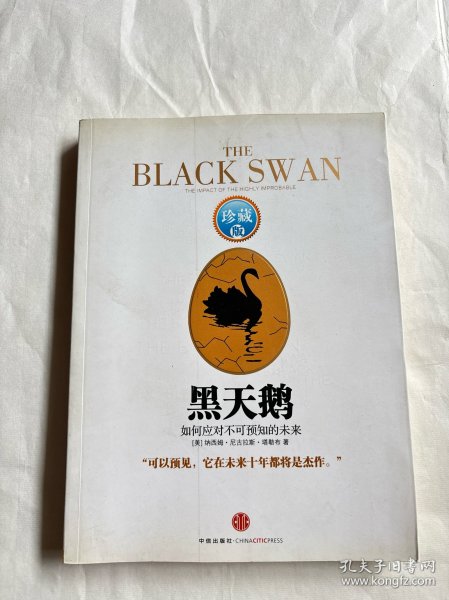 THE
BLACK SWAN
THE IMPACT OF THE HIGHLY IMPROBABLE
珍藏
版
黑天鹅
如何应对不可预知的未来
[美] 纳西姆·尼古拉斯·塔勒布 著
“可以预见，它在未来十年都将是杰作。”
中信出版社·CHINACITICPRESS
孔夫子旧书网
www.kongfz.com